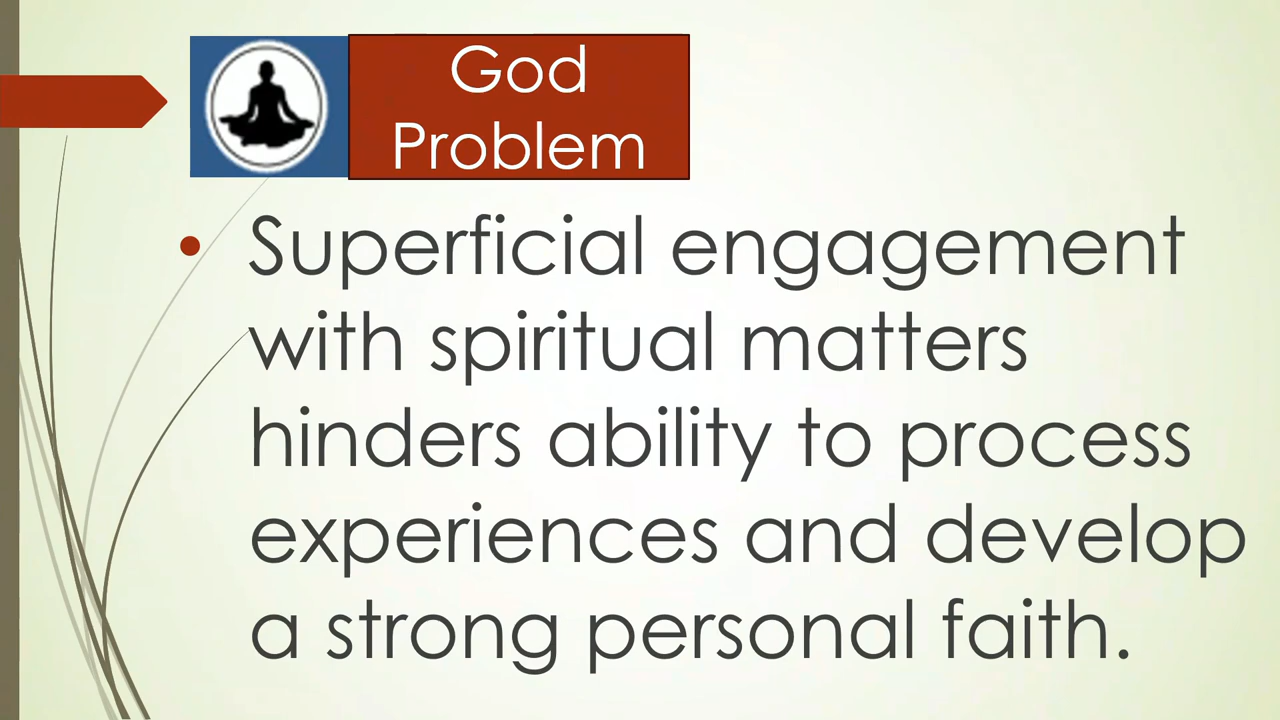 God
Problem
• Superficial engagement
with spiritual matters
hinders ability to process
experiences and develop
a strong personal faith.